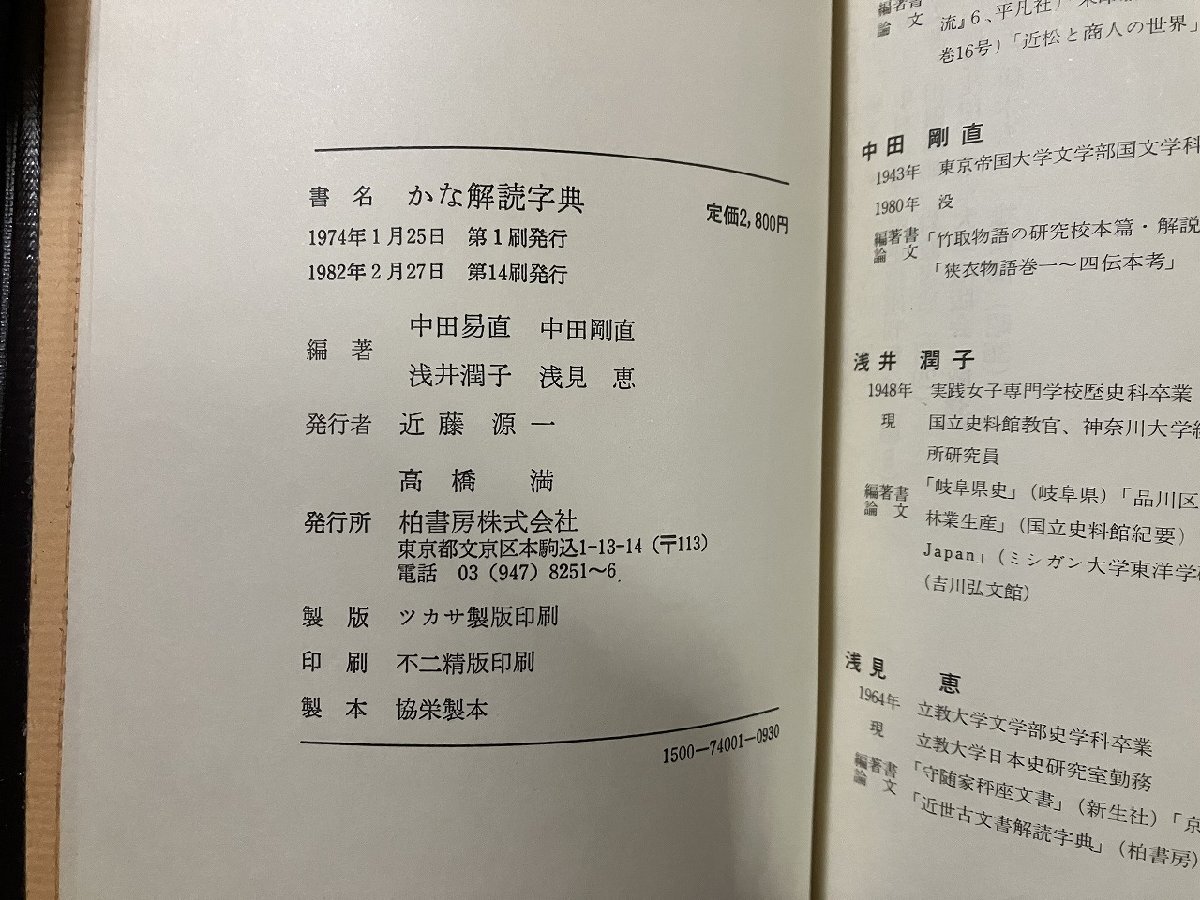 書名 かな解読字典
定価2,800円
1974年1月25日 第1刷発行
1982年2月27日 第14刷発行
編著 中田易直 中田剛直
浅井潤子 浅見 恵
発行者 近藤源一
高橋 満
発行所 柏書房株式会社
東京都文京区本駒込1-13-14(〒113)
電話 03(947)8251〜6
製版 ツカサ製版印刷
印刷 不二精版印刷
製本 協栄製本
1500—74001—0930
編著書
論文
流』6、平凡社)
巻16号)「近松と商人の世界」
中田 剛直
1943年 東京帝国大学文学部国文学科
1980年 没
編著書論文 「竹取物語の研究校本篇・解説
「狭衣物語巻一〜四伝本考」
浅井 潤子
1948年 実践女子専門学校歴史科卒業
現 国立史料館教官、神奈川大学
所研究員
編著書論文 「岐阜県史」(岐阜県)「品川区
林業生産」(国立史料館紀要)
Japan」(ミシガン大学東洋学
(吉川弘文館)
浅見 恵
1964年 立教大学文学部史学科卒業
現 立教大学日本史研究室勤務
編著書論文 「守随家秤座文書」(新生社)「京
「近世古文書解読字典」(柏書房)